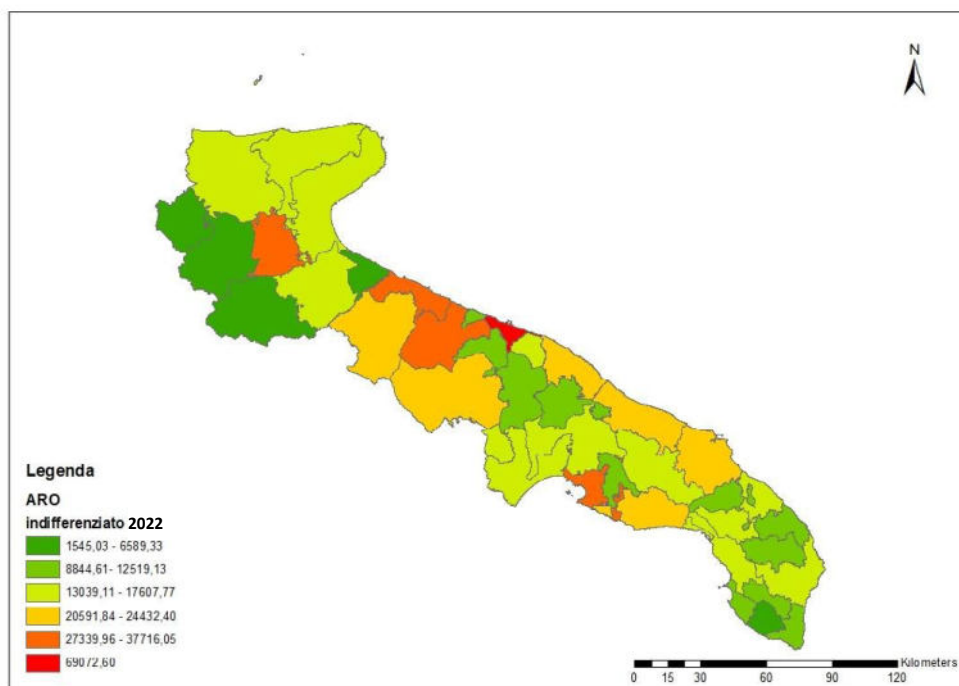 N
Legenda
ARO
indifferenziato 2022
1545,03 - 6589,33
8844,61- 12519,13
13039,11 - 17607,77
20591,84 - 24432,40
27339,96 - 37716,05
69072,60
Kilometers
0 15 30 60 90 120